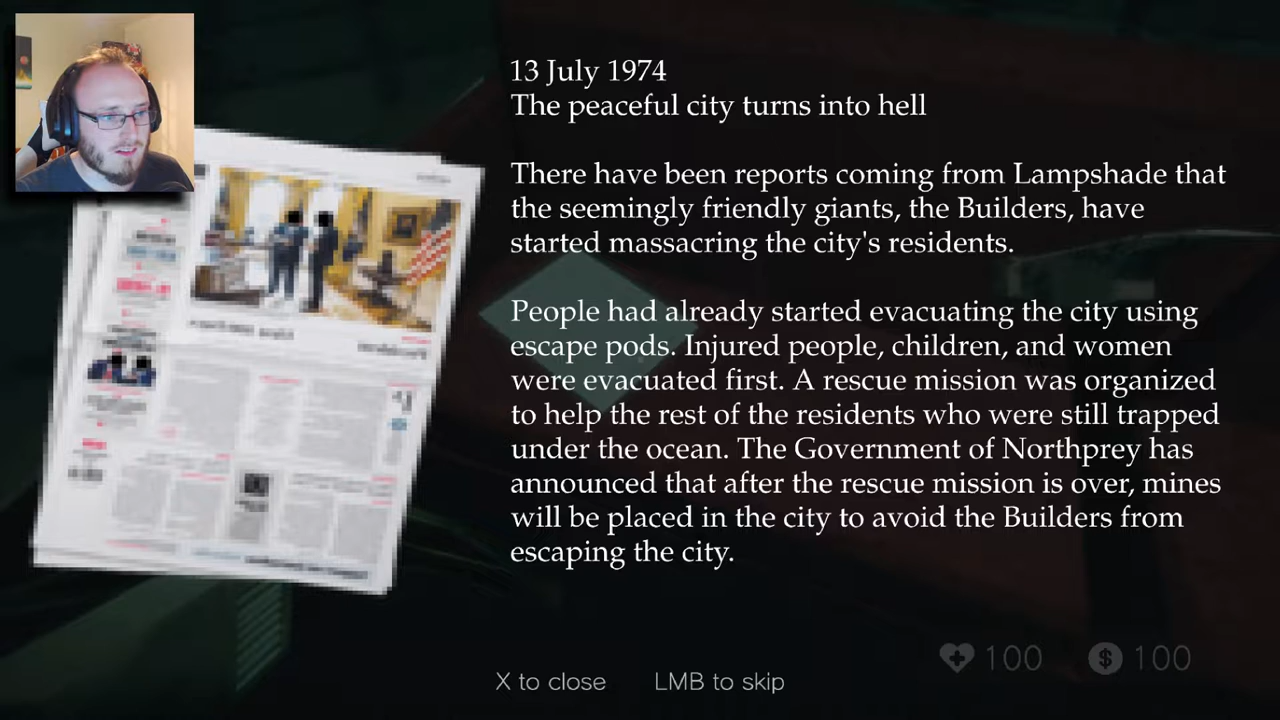 13 July 1974
The peaceful city turns into hell
There have been reports coming from Lampshade that
the seemingly friendly giants, the Builders, have
started massacring the city's residents.
People had already started evacuating the city using
escape pods. Injured people, children, and women
were evacuated first. A rescue mission was organized
to help the rest of the residents who were still trapped
under the ocean. The Government of Northprey has
announced that after the rescue mission is over, mines
will be placed in the city to avoid the Builders from
escaping the city.
100 100
X to close LMB to skip